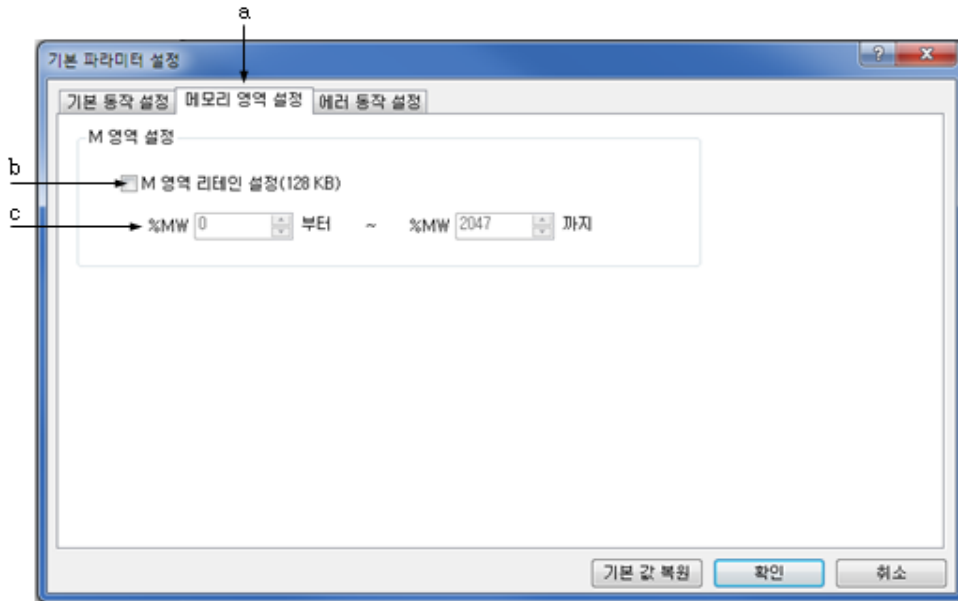 a
기본 파라미터 설정
기본 동작 설정 메모리 영역 설정 에러 동작 설정
M 영역 설정
b
M 영역 리테인 설정(128 KB)
c
%MW 0 부터 ~ %MW 2047 까지
기본 값 복원 확인 취소